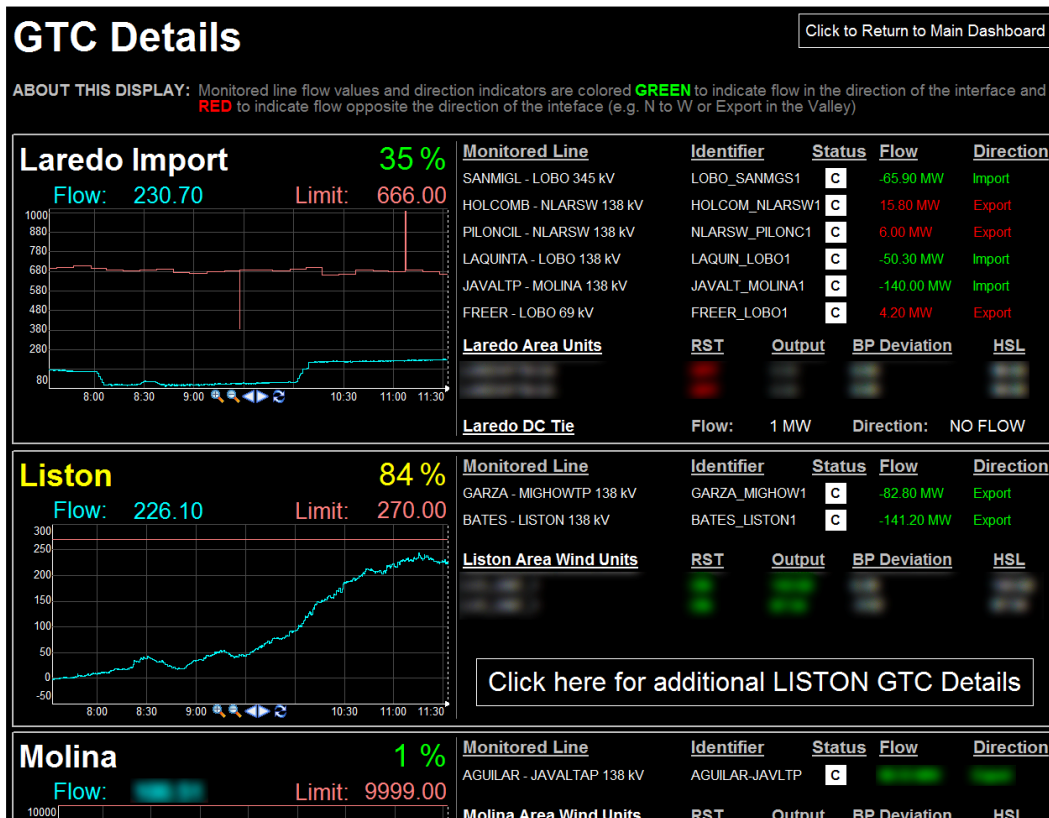 GTC Details
Click to Return to Main Dashboard
ABOUT THIS DISPLAY: Monitored line flow values and direction indicators are colored GREEN to indicate flow in the direction of the interface and
RED to indicate flow opposite the direction of the inteface (e.g. N to W or Export in the Valley)
Laredo Import 35 %
Flow: 230.70 Limit: 666.00
1000
880
780
680
580
480
380
280
80
8:00 8:30 9:00 10:30 11:00 11:30
Monitored Line Identifier Status Flow Direction
SANMIGL - LOBO 345 kV LOBO_SANMGS1 C -65.90 MW Import
HOLCOMB - NLARSW 138 kV HOLCOM_NLARSW1 C 15.80 MW Export
PILONCIL - NLARSW 138 kV NLARSW_PILONC1 C 6.00 MW Export
LAQUINTA - LOBO 138 kV LAQUIN_LOBO1 C -50.30 MW Import
JAVALTP - MOLINA 138 kV JAVALT_MOLINA1 C -140.00 MW Import
FREER - LOBO 69 kV FREER_LOBO1 C 4.20 MW Export
Laredo Area Units RST Output BP Deviation HSL
Laredo DC Tie Flow: 1 MW Direction: NO FLOW
Liston 84 %
Flow: 226.10 Limit: 270.00
300
250
200
150
100
50
0
-50
8:00 8:30 9:00 10:30 11:00 11:30
Monitored Line Identifier Status Flow Direction
GARZA - MIGHOWTP 138 kV GARZA_MIGHOW1 C -82.80 MW Export
BATES - LISTON 138 kV BATES_LISTON1 C -141.20 MW Export
Liston Area Wind Units RST Output BP Deviation HSL
Click here for additional LISTON GTC Details
Molina 1 %
Flow: Limit: 9999.00
10000
Monitored Line Identifier Status Flow Direction
AGUILAR - JAVALTAP 138 kV AGUILAR-JAVLTP C
Molina Area Wind Units RST Output BP Deviation HSL